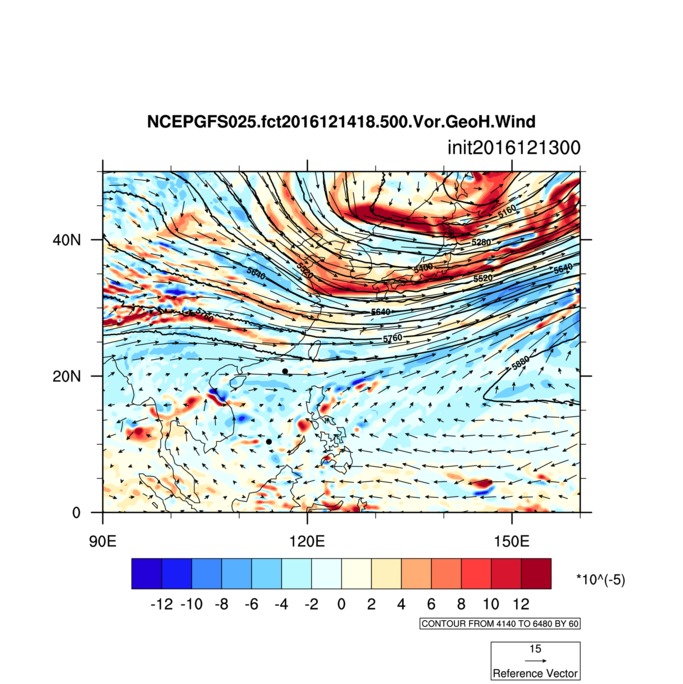 NCEPGFS025.fct2016121418.500.Vor.GeoH.Wind
init2016121300
5160
40N
5280
5400
5640
5520
5520
5640
5640
5760
5760
5880
20N
0
90E 120E 150E
-12 -10 -8 -6 -4 -2 0 2 4 6 8 10 12
*10^(-5)
CONTOUR FROM 4140 TO 6480 BY 60
15
Reference Vector